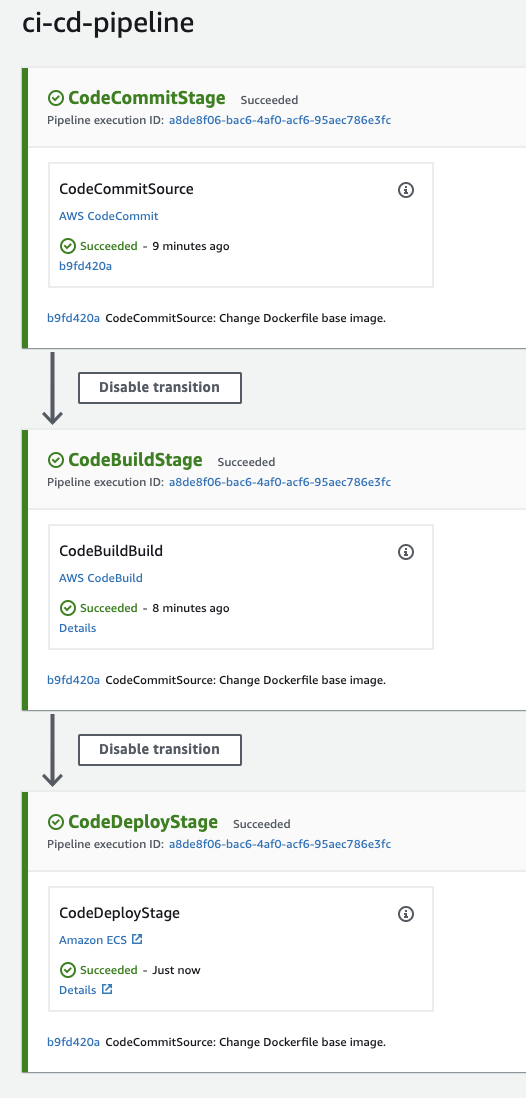 ci-cd-pipeline
CodeCommitStage Succeeded
Pipeline execution ID: a8de8f06-bac6-4af0-acf6-95aec786e3fc
CodeCommitSource
AWS CodeCommit
Succeeded - 9 minutes ago
b9fd420a
b9fd420a CodeCommitSource: Change Dockerfile base image.
Disable transition
CodeBuildStage Succeeded
Pipeline execution ID: a8de8f06-bac6-4af0-acf6-95aec786e3fc
CodeBuildBuild
AWS CodeBuild
Succeeded - 8 minutes ago
Details
b9fd420a CodeCommitSource: Change Dockerfile base image.
Disable transition
CodeDeployStage Succeeded
Pipeline execution ID: a8de8f06-bac6-4af0-acf6-95aec786e3fc
CodeDeployStage
Amazon ECS
Succeeded - Just now
Details
b9fd420a CodeCommitSource: Change Dockerfile base image.